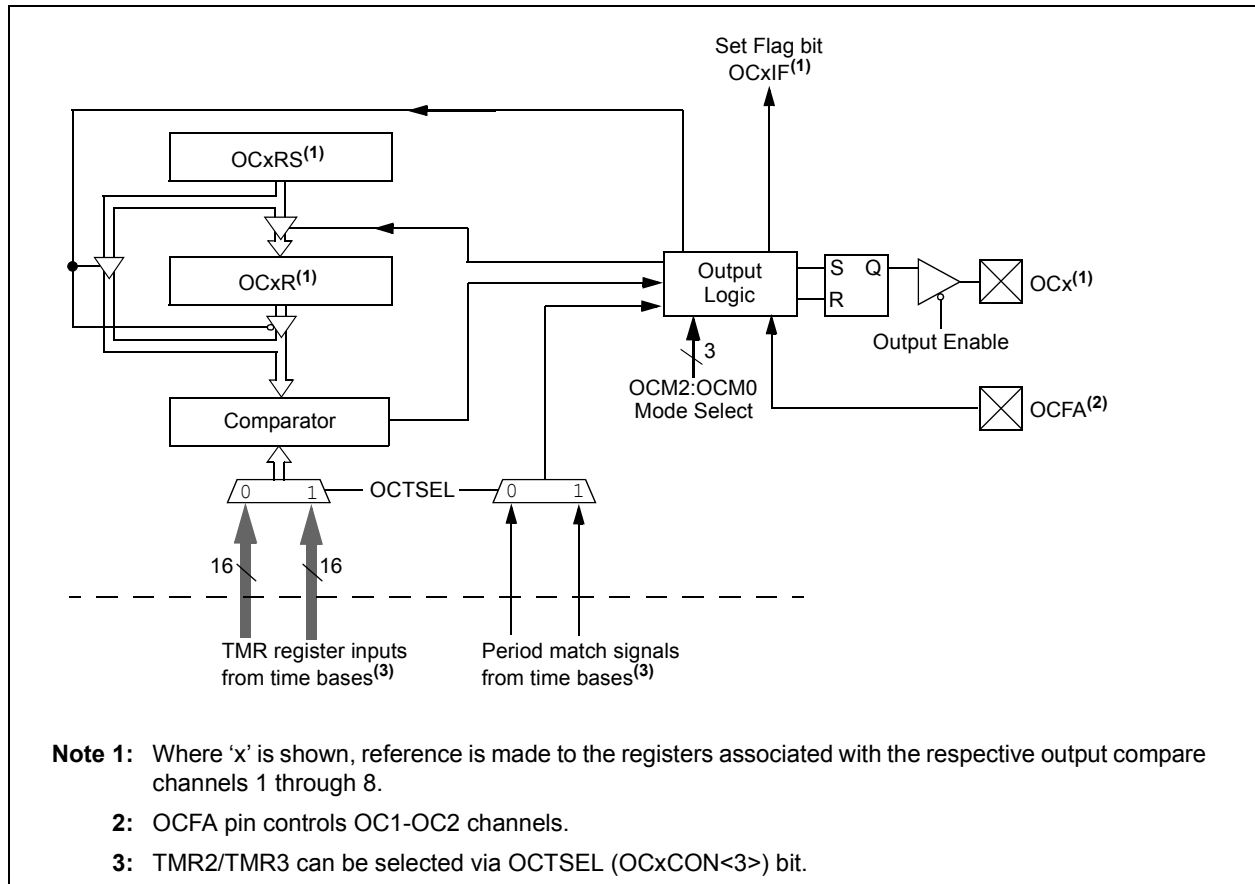 Set Flag bit
OCxIF(1)
OCxRS(1)
OCxR(1)
Output
Logic
S Q
R
OCx(1)
Output Enable
3
OCM2:OCM0
Mode Select
OCFA(2)
Comparator
0 1
OCTSEL
0 1
16
16
TMR register inputs
from time bases(3)
Period match signals
from time bases(3)
Note 1: Where ‘x’ is shown, reference is made to the registers associated with the respective output compare
channels 1 through 8.
2: OCFA pin controls OC1-OC2 channels.
3: TMR2/TMR3 can be selected via OCTSEL (OCxCON<3>) bit.